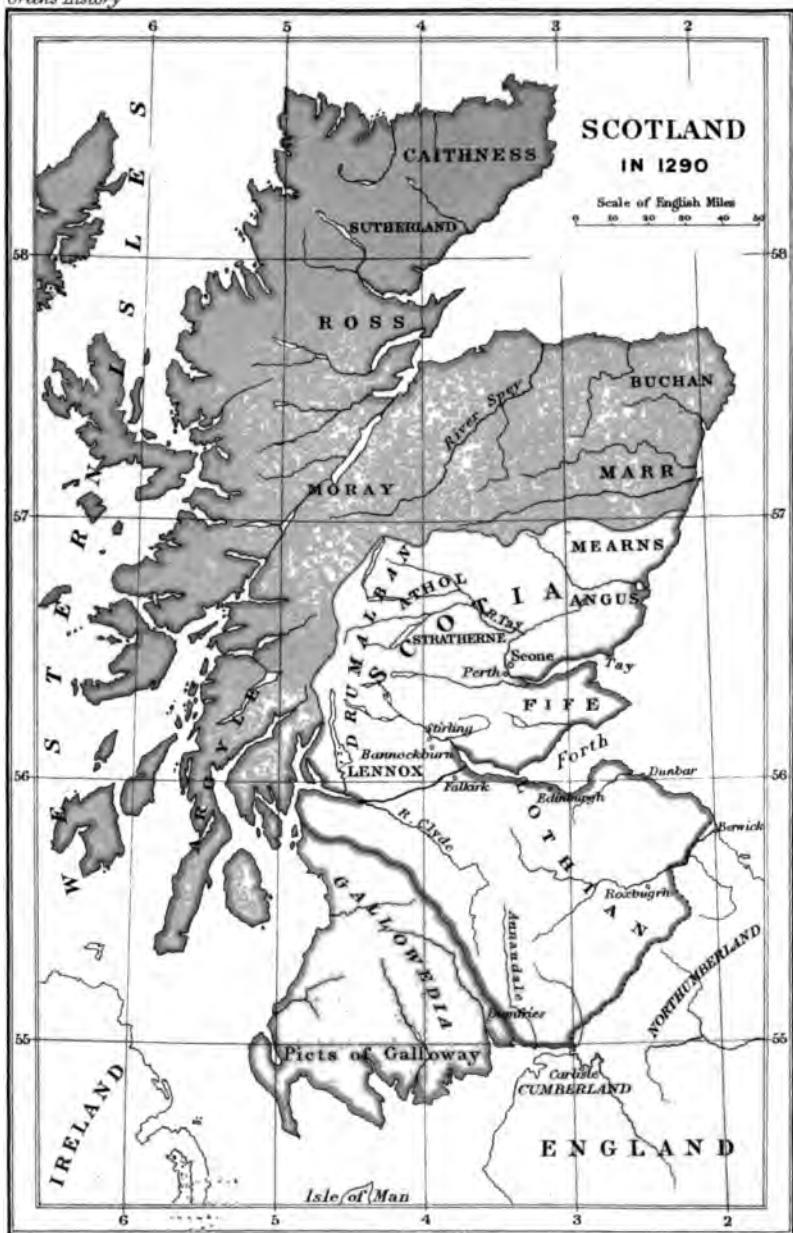 Green's History
6 5 4 3 2
SCOTLAND
IN 1290
Scale of English Miles
0 10 20 30 40 50
WESTERN ISLES
CAITHNESS
SUTHERLAND
58 58
ROSS
BUCHAN
River Spey
MARR
MORAY
57 57
MEARNS
DRUMALBAN
ATHOL
SCOTIA
ANGUS
R. Tay
STRATHERNE
Scone
Perth
Tay
FIFE
Stirling
Forth
Bannockburn
LENNOX
ARGYLE
56 56
Falkirk
Edinburgh
Dunbar
LOTHIAN
R. Clyde
Berwick
Roxbugrh
GALLOWEDIA
Annandale
NORTHUMBERLAND
Dumfries
55 55
Picts of Galloway
Carlisle
CUMBERLAND
IRELAND
ENGLAND
Isle of Man
6 5 4 3 2